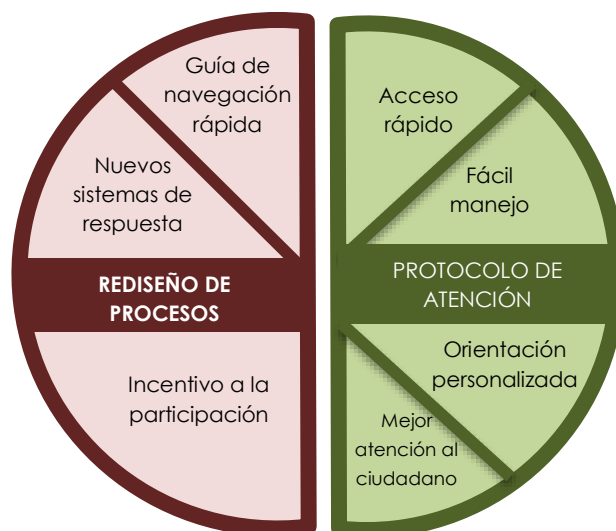 Guía de
navegación
rápida
Nuevos
sistemas de
respuesta
REDISEÑO DE
PROCESOS
Incentivo a la
participación
Acceso
rápido
Fácil
manejo
PROTOCOLO DE
ATENCIÓN
Orientación
personalizada
Mejor
atención al
ciudadano